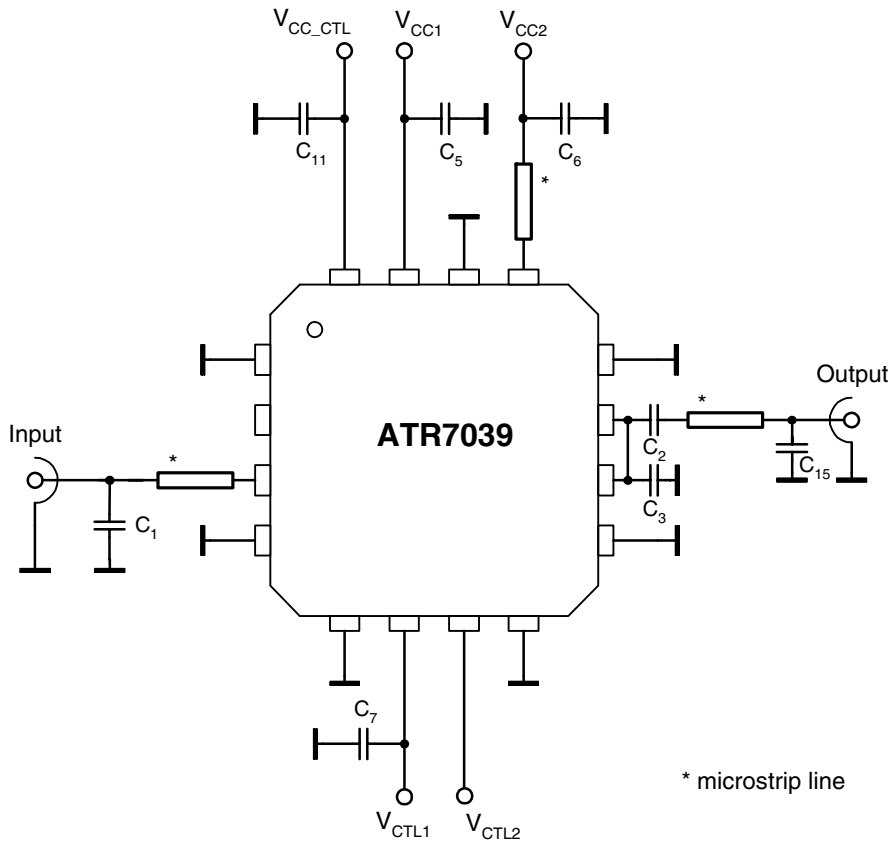 V_CC_CTL V_CC1 V_CC2
C_11 C_5 C_6
*
Output
ATR7039
*
Input
C_2
*
C_15
C_3
C_1
C_7
* microstrip line
V_CTL1 V_CTL2